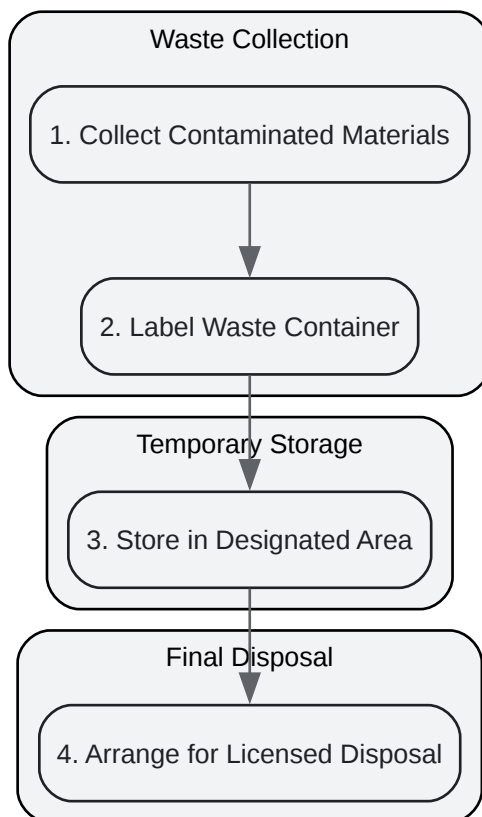 Waste Collection
1. Collect Contaminated Materials
2. Label Waste Container
Temporary Storage
3. Store in Designated Area
Final Disposal
4. Arrange for Licensed Disposal